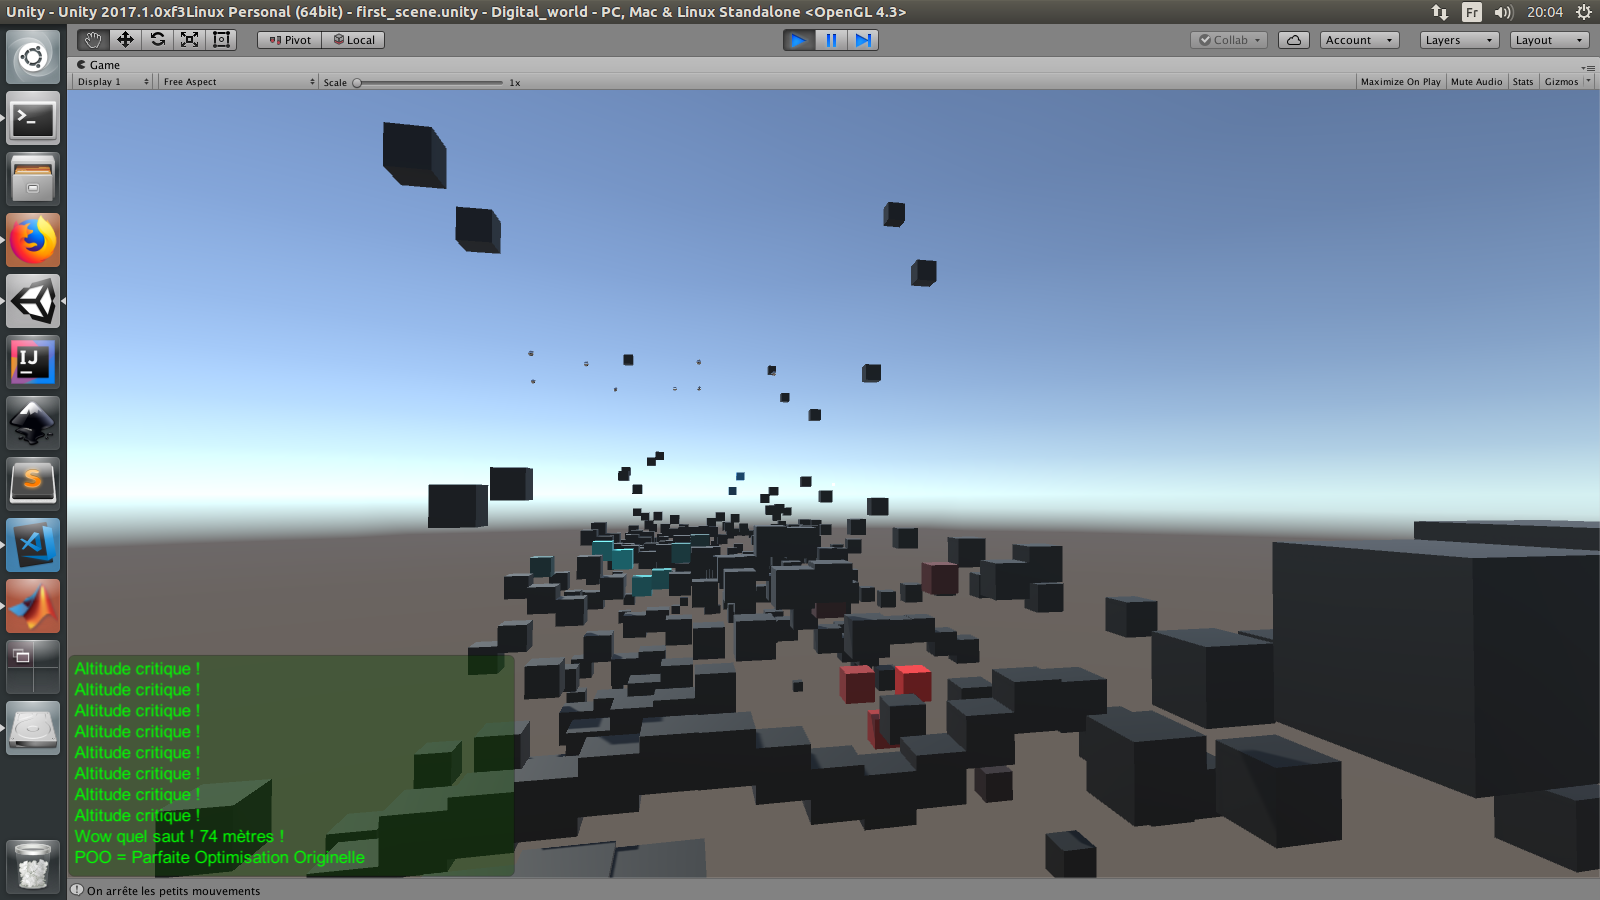 Unity - Unity 2017.1.0xf3Linux Personal (64bit) - first_scene.unity - Digital_world - PC, Mac & Linux Standalone <OpenGL 4.3>
Fr 20:04
Pivot Local Collab Account Layers Layout
Game
Display 1 Free Aspect Scale 1x Maximize On Play Mute Audio Stats Gizmos
IJ
S
Altitude critique !
Altitude critique !
Altitude critique !
Altitude critique !
Altitude critique !
Altitude critique !
Altitude critique !
Altitude critique !
Wow quel saut ! 74 mètres !
POO = Parfaite Optimisation Originelle
On arrête les petits mouvements